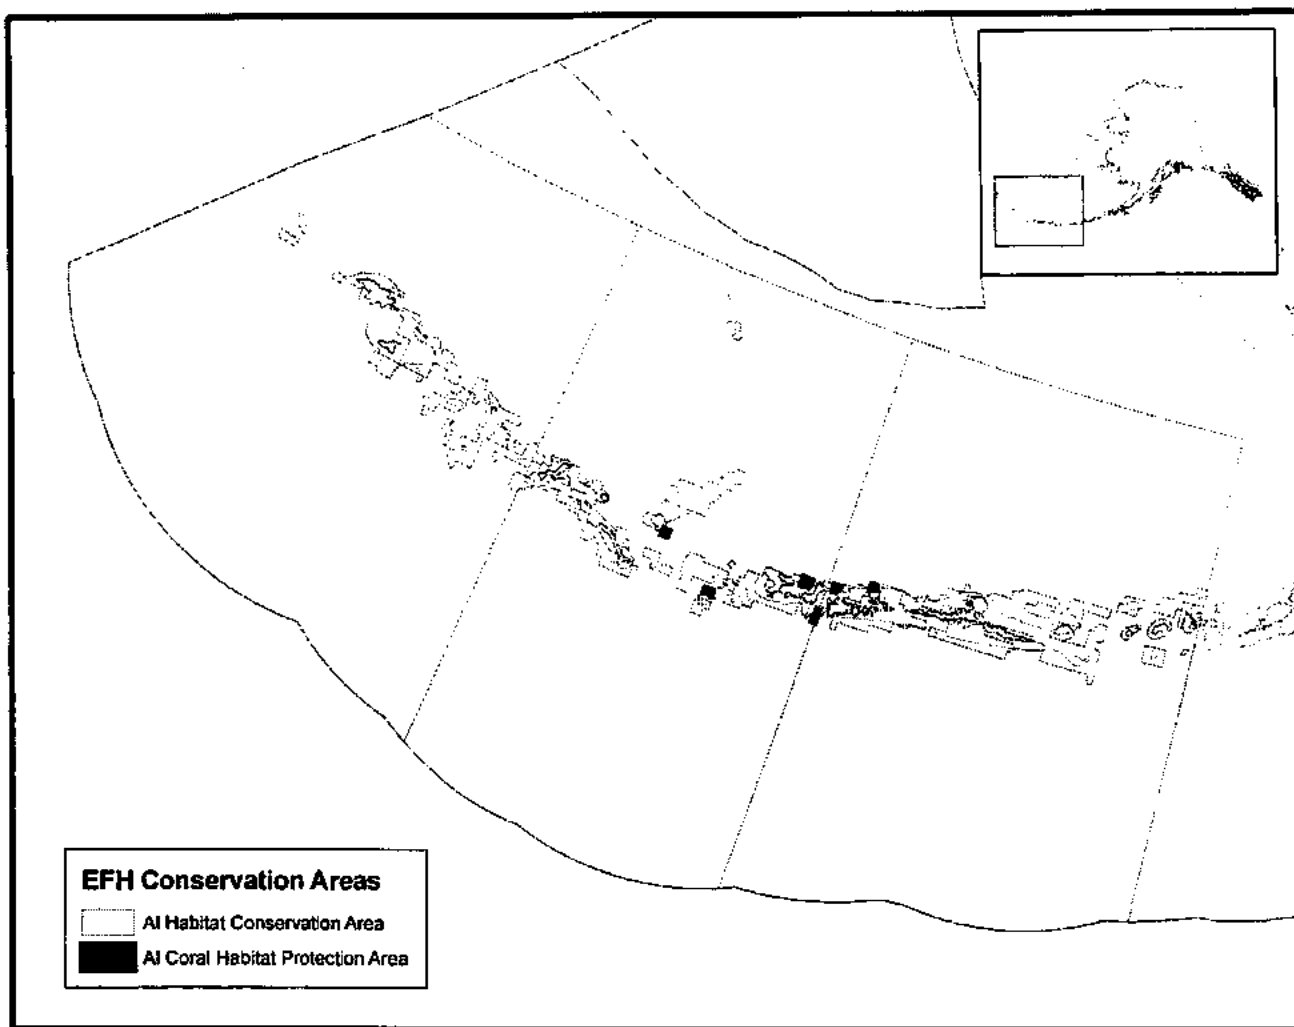 EFH Conservation Areas
AI Habitat Conservation Area
AI Coral Habitat Protection Area